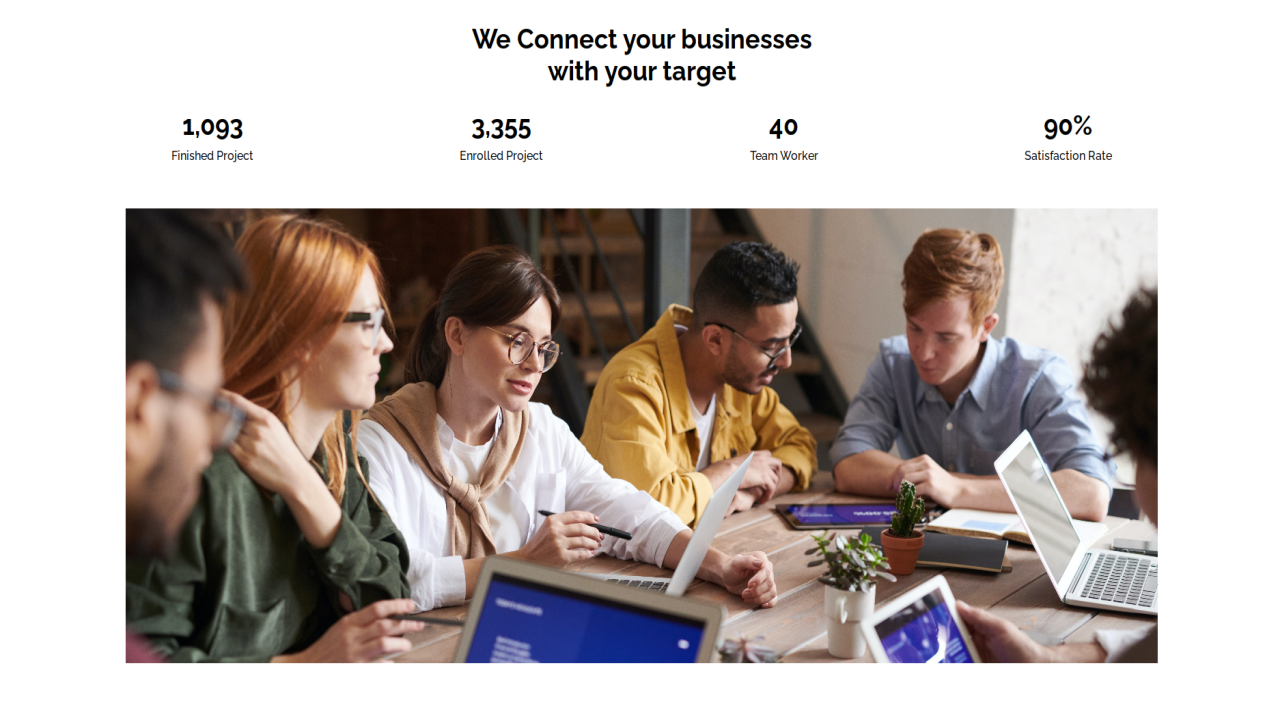 We Connect your businesses
with your target
1,093
Finished Project
3,355
Enrolled Project
40
Team Worker
90%
Satisfaction Rate